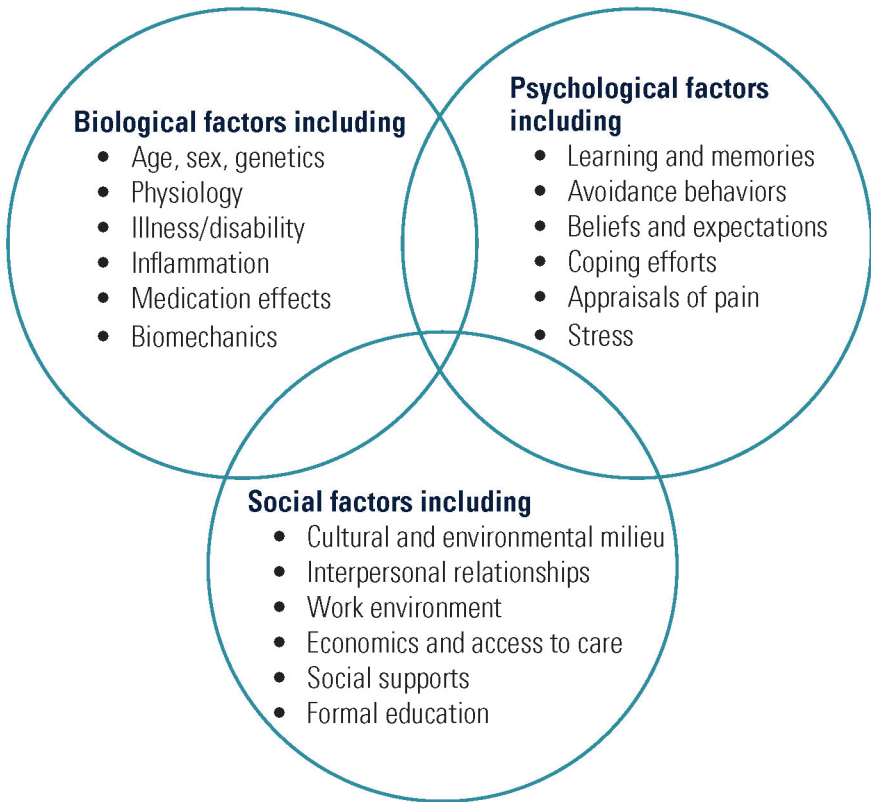 Biological factors including
• Age, sex, genetics
• Physiology
• Illness/disability
• Inflammation
• Medication effects
• Biomechanics
Psychological factors
including
• Learning and memories
• Avoidance behaviors
• Beliefs and expectations
• Coping efforts
• Appraisals of pain
• Stress
Social factors including
• Cultural and environmental milieu
• Interpersonal relationships
• Work environment
• Economics and access to care
• Social supports
• Formal education